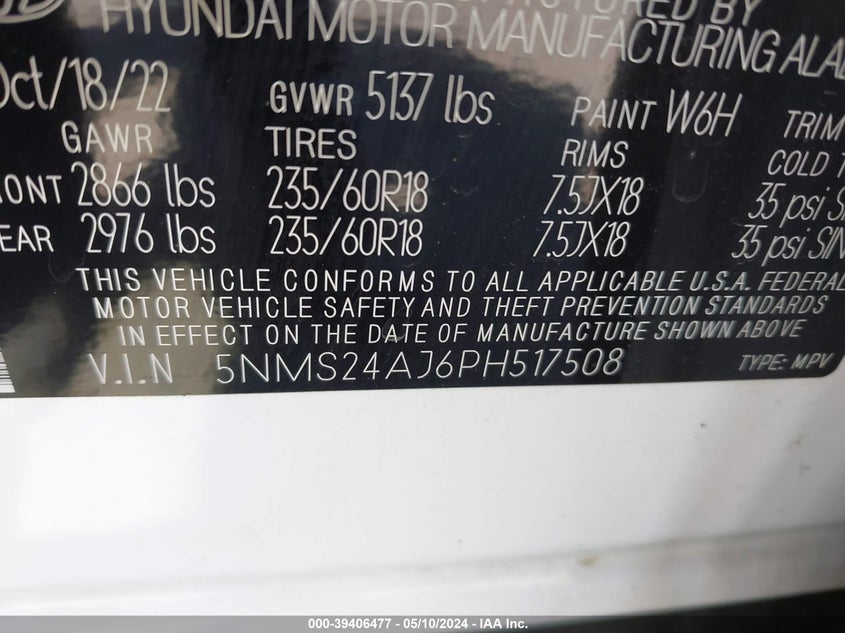 BY
HYUNDAI MOTOR MANUFACTURING
Oct/18/22 GVWR 5137 lbs PAINT W6H TRIM
GAWR TIRES RIMS COLD
2866 lbs 235/60R18 7.5JX18 35 psi
2976 lbs 235/60R18 7.5JX18 35 psi
THIS VEHICLE CONFORMS TO ALL APPLICABLE U.S.A. FEDERAL
MOTOR VEHICLE SAFETY AND THEFT PREVENTION STANDARDS
IN EFFECT ON THE DATE OF MANUFACTURE SHOWN ABOVE
V.I.N 5NMS24AJ6PH517508 TYPE: MPV
000-39406477 - 05/10/2024 - IAA Inc.